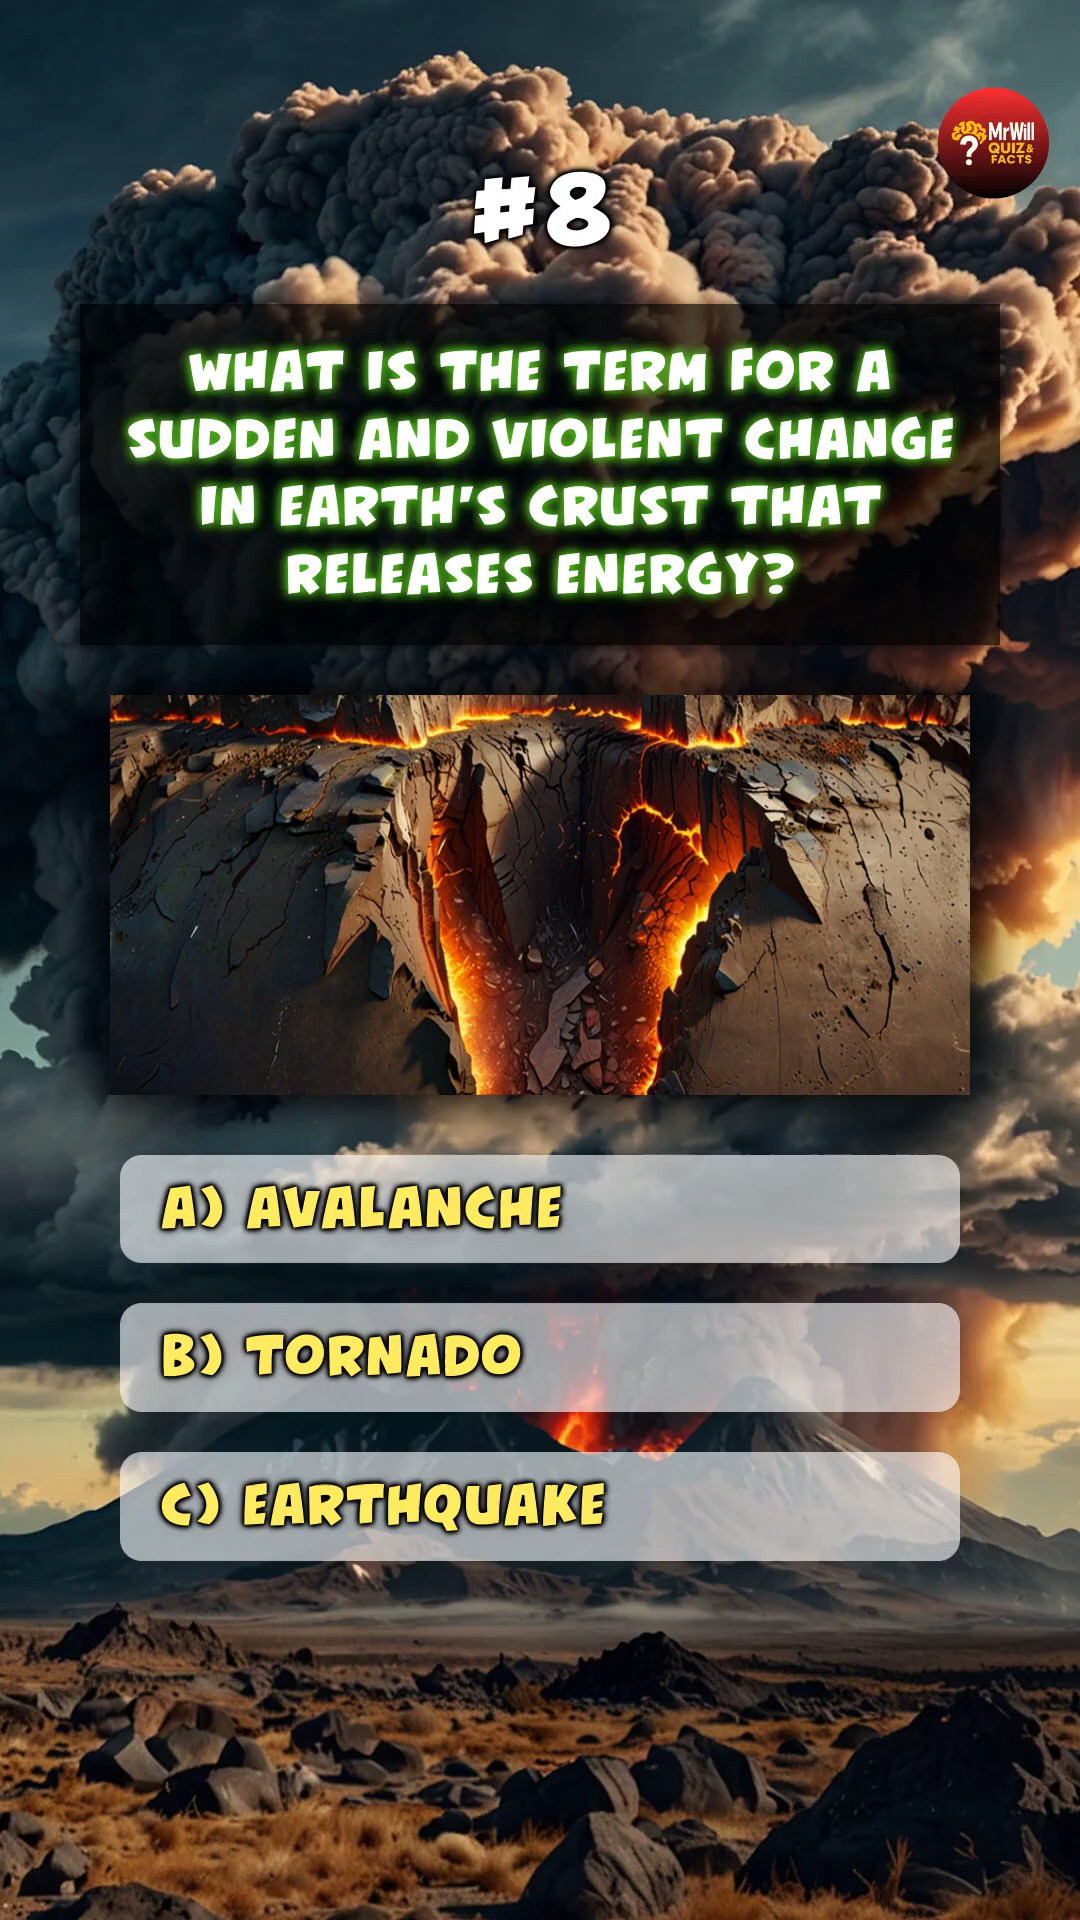 MrWill
QUIZ &
FACTS
?
#8
WHAT IS THE TERM FOR A
SUDDEN AND VIOLENT CHANGE
IN EARTH'S CRUST THAT
RELEASES ENERGY?
A) AVALANCHE
B) TORNADO
C) EARTHQUAKE